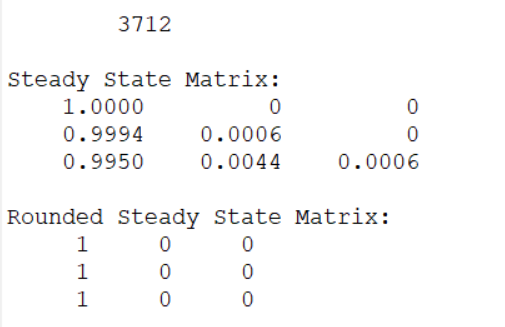 3712
Steady State Matrix:
1.0000 0 0
0.9994 0.0006 0
0.9950 0.0044 0.0006
Rounded Steady State Matrix:
1 0 0
1 0 0
1 0 0